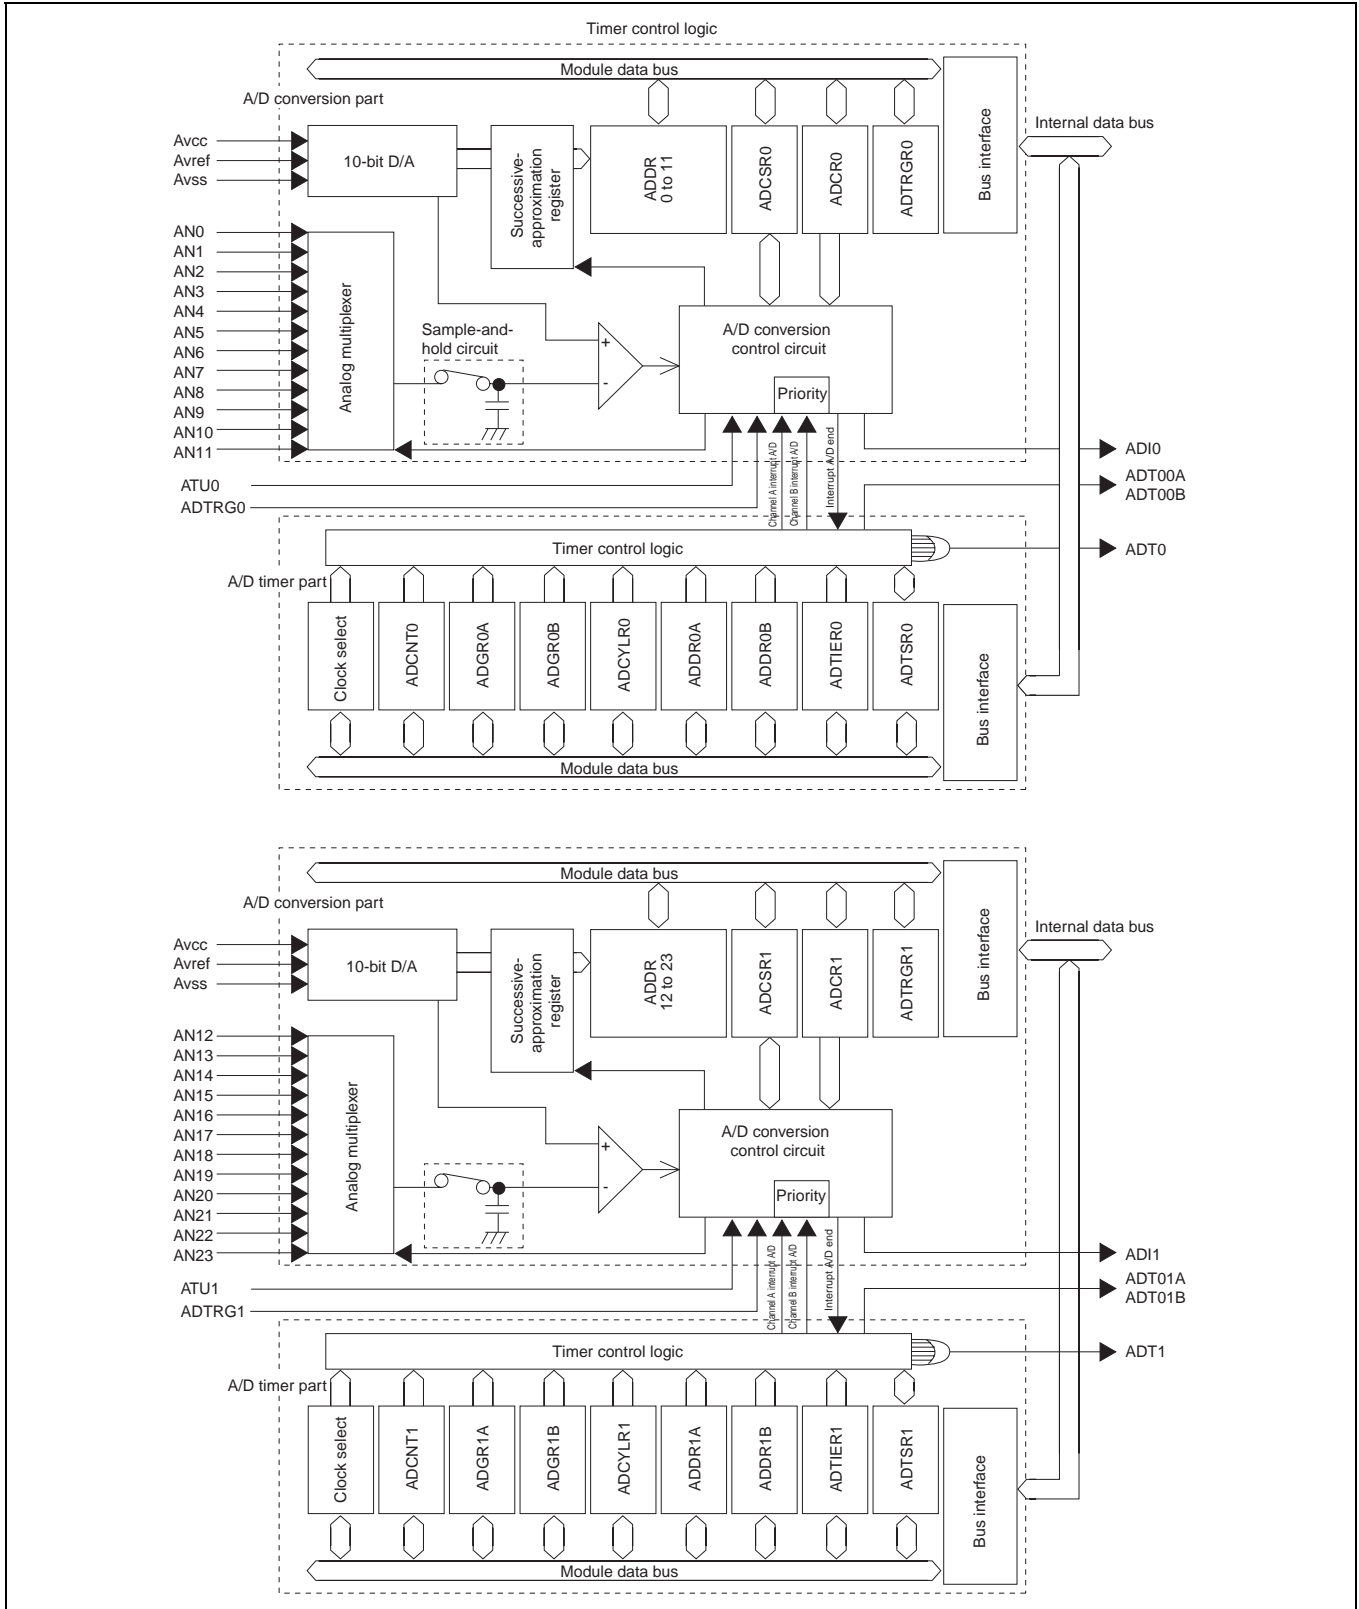 Timer control logic
Module data bus
A/D conversion part
Internal data bus
Avcc
Avref
Avss
10-bit D/A
Successive-
approximation
register
ADDR
0 to 11
ADCSR0
ADCR0
ADTRGR0
Bus interface
AN0
AN1
AN2
AN3
AN4
AN5
AN6
AN7
AN8
AN9
AN10
AN11
Analog multiplexer
Sample-and-
hold circuit
+
-
A/D conversion
control circuit
Priority
ADI0
ATU0
ADTRG0
Channel A interrupt A/D
Channel B interrupt A/D
Interrupt A/D end
ADT00A
ADT00B
Timer control logic
ADT0
A/D timer part
Clock select
ADCNT0
ADGR0A
ADGR0B
ADCYLR0
ADDR0A
ADDR0B
ADTIER0
ADTSR0
Bus interface
Module data bus
Module data bus
A/D conversion part
Internal data bus
Avcc
Avref
Avss
10-bit D/A
Successive-
approximation
register
ADDR
12 to 23
ADCSR1
ADCR1
ADTRGR1
Bus interface
AN12
AN13
AN14
AN15
AN16
AN17
AN18
AN19
AN20
AN21
AN22
AN23
Analog multiplexer
+
-
A/D conversion
control circuit
Priority
ADI1
ATU1
ADTRG1
Channel A interrupt A/D
Channel B interrupt A/D
Interrupt A/D end
ADT01A
ADT01B
Timer control logic
ADT1
A/D timer part
Clock select
ADCNT1
ADGR1A
ADGR1B
ADCYLR1
ADDR1A
ADDR1B
ADTIER1
ADTSR1
Bus interface
Module data bus